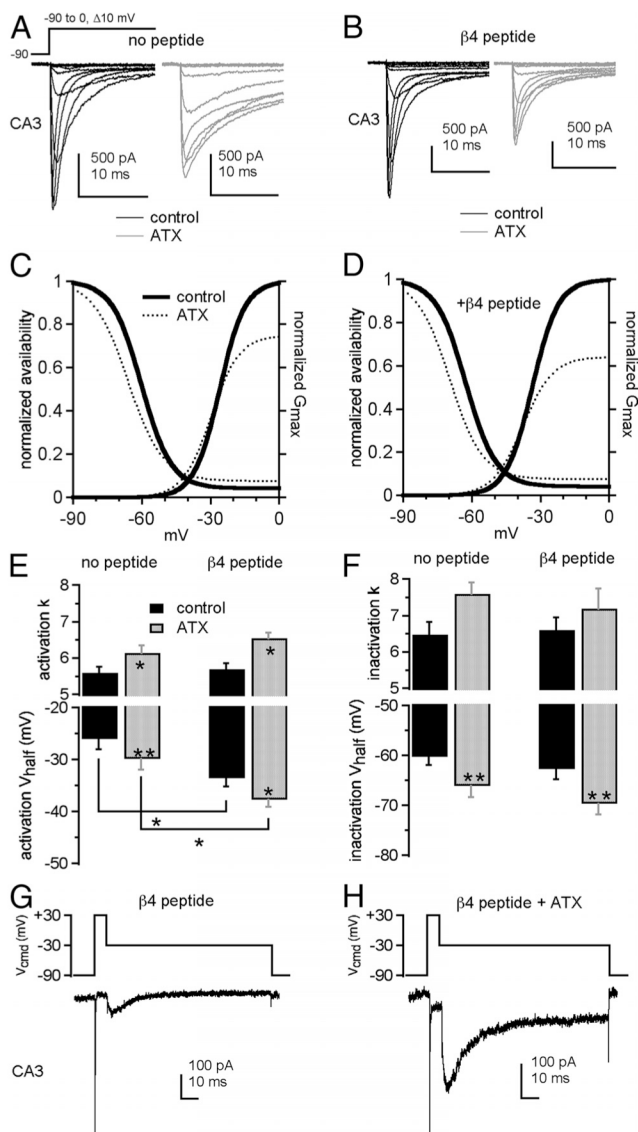 A
-90 to 0, Δ10 mV
-90
no peptide
CA3
500 pA
10 ms
500 pA
10 ms
control
ATX
B
β4 peptide
CA3
500 pA
10 ms
500 pA
10 ms
control
ATX
C
normalized availability
1
0.8
0.6
0.4
0.2
0
control
ATX
normalized Gmax
-90
-60
-30
0
mV
D
normalized availability
1
0.8
0.6
0.4
0.2
0
+β4 peptide
normalized Gmax
-90
-60
-30
0
mV
E
no peptide
β4 peptide
activation k
8
7
6
5
control
ATX
*
*
activation Vhalf (mV)
-20
-30
-40
-50
**
*
*
*
F
no peptide
β4 peptide
inactivation k
8
7
6
5
inactivation Vhalf (mV)
-50
-60
-70
-80
**
**
G
β4 peptide
Vcmd (mV)
+30
-30
-90
CA3
100 pA
10 ms
H
β4 peptide + ATX
Vcmd (mV)
+30
-30
-90
100 pA
10 ms